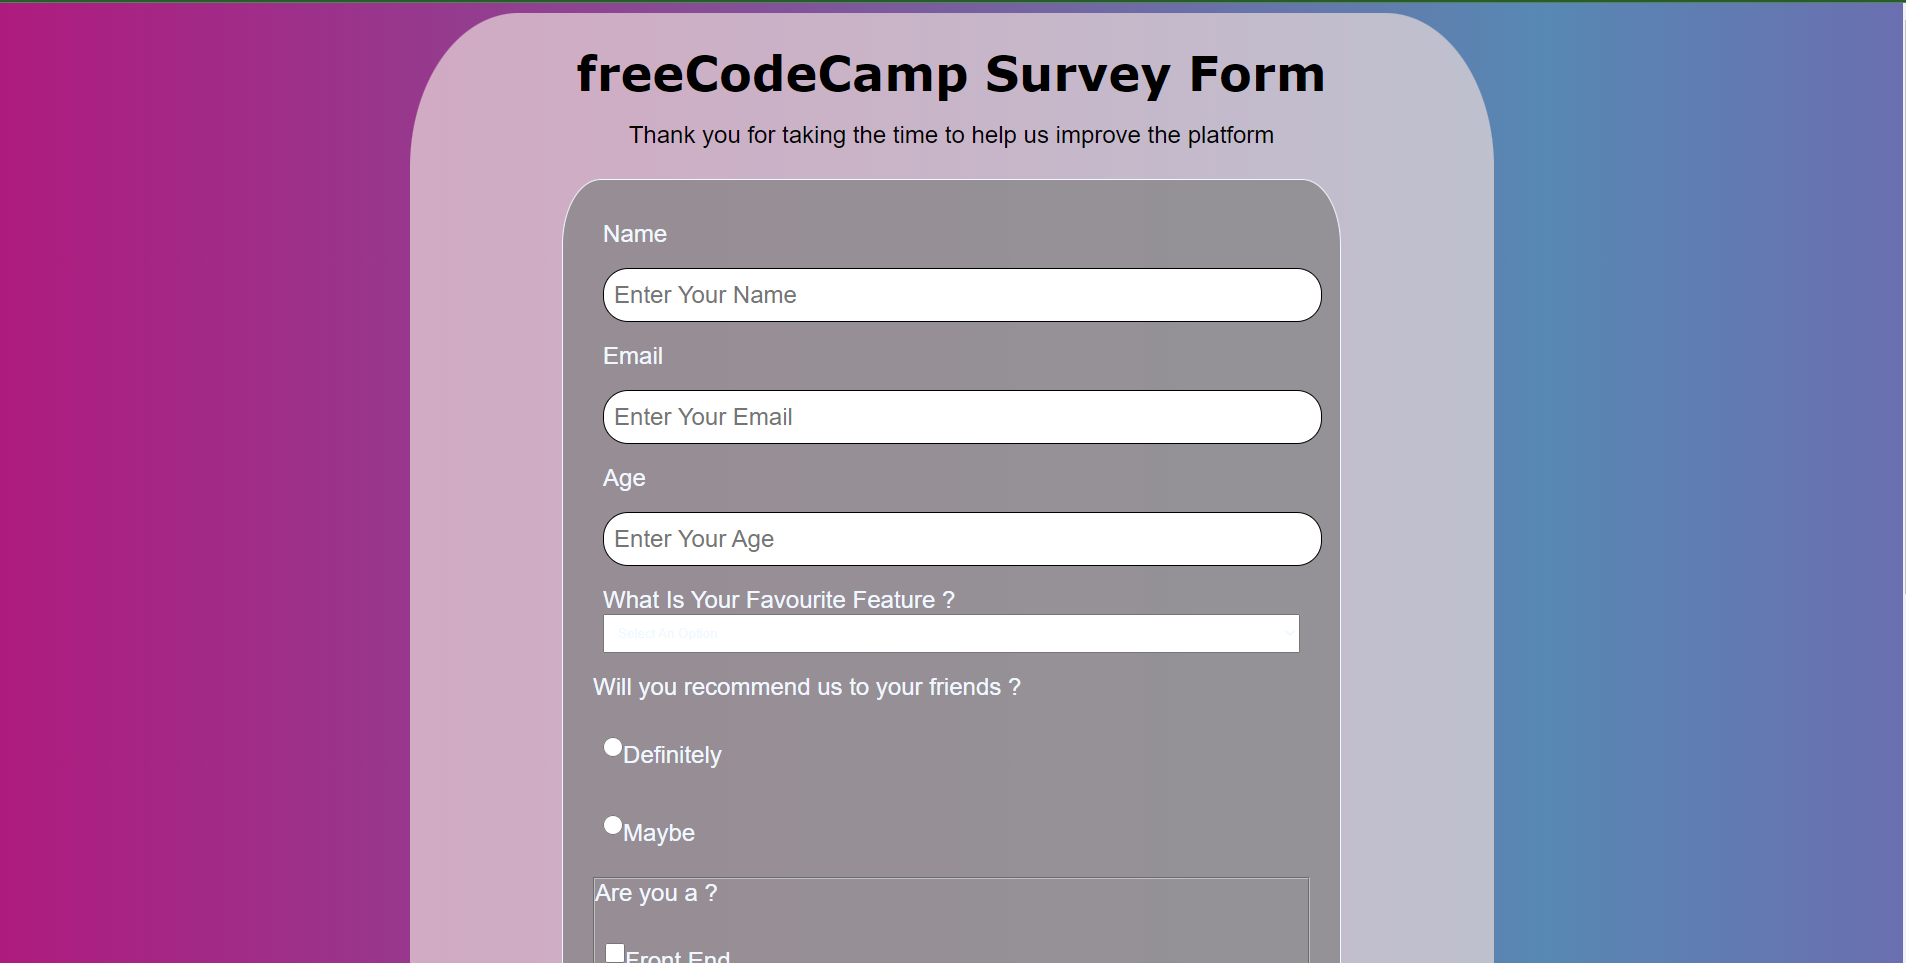 freeCodeCamp Survey Form
Thank you for taking the time to help us improve the platform
Name
Enter Your Name
Email
Enter Your Email
Age
Enter Your Age
What Is Your Favourite Feature ?
Select An Option
Will you recommend us to your friends ?
Definitely
Maybe
Are you a ?
Front End